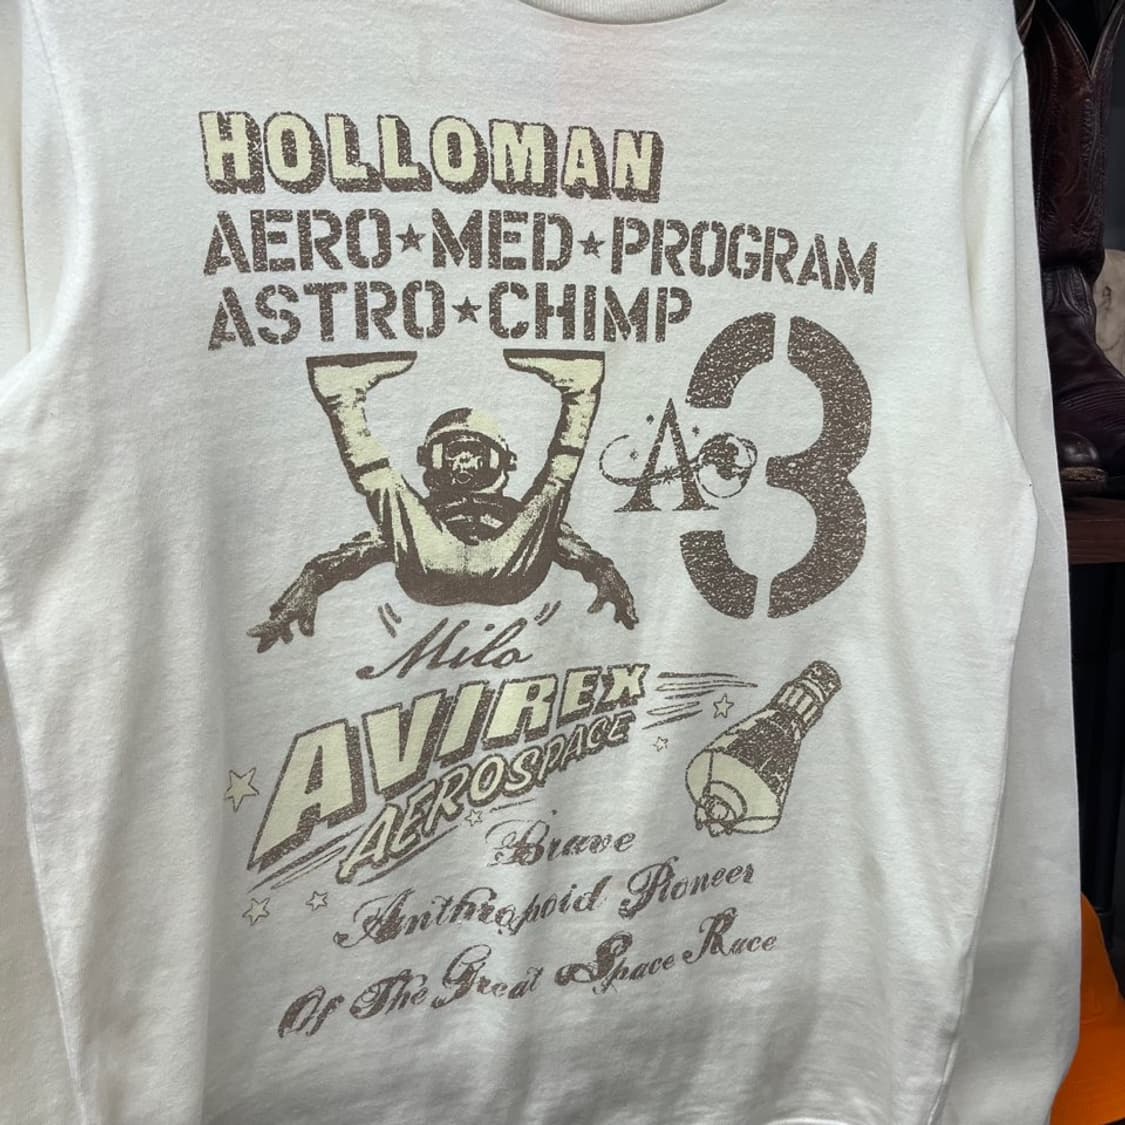 HOLLOMAN
AERO★MED★PROGRAM
ASTRO★CHIMP
3
A
"Milo"
AVIREX
AEROSPACE
Brave
Anthropoid Pioneer
Of The Great Space Race